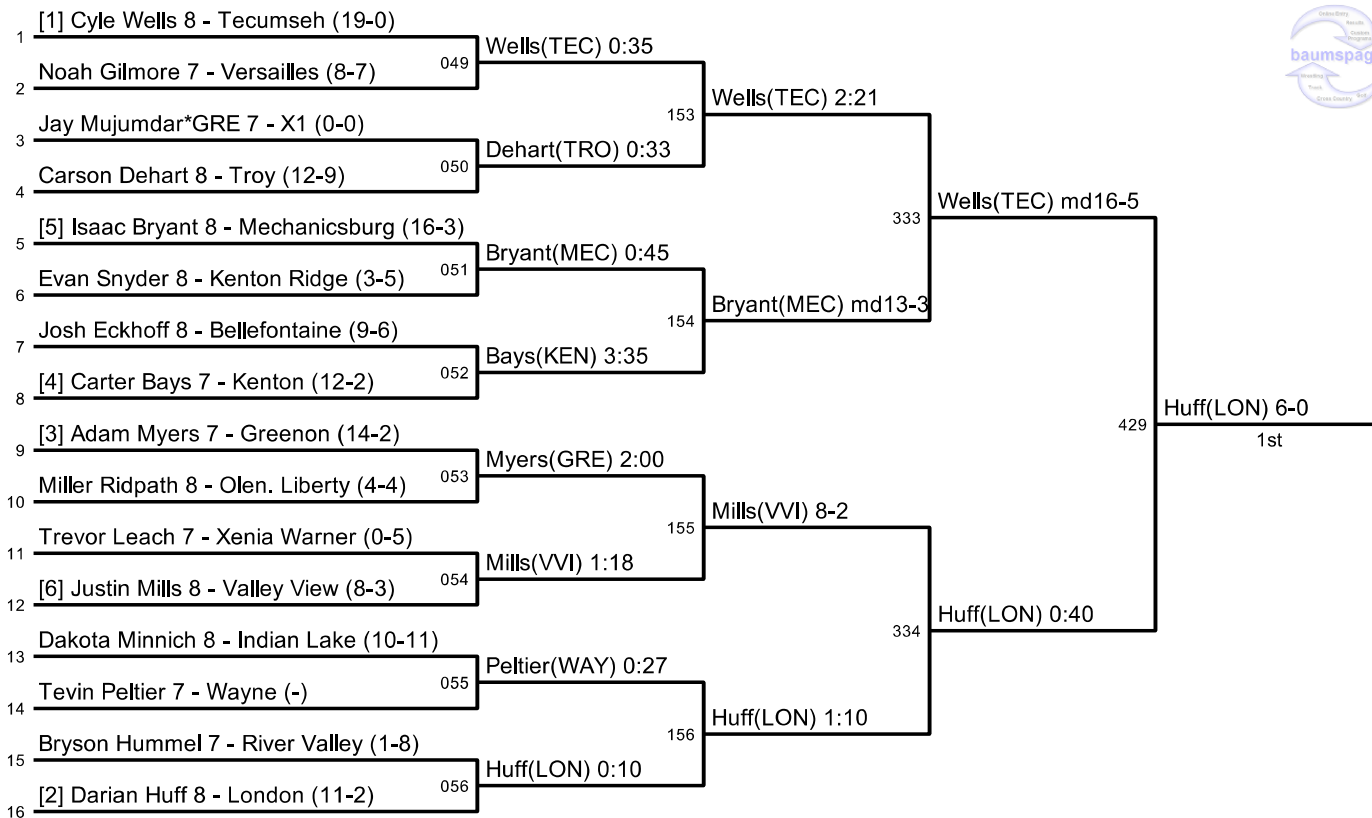 [1] Cyle Wells 8 - Tecumseh (19-0)
1
Noah Gilmore 7 - Versailles (8-7)
2
Jay Mujumdar*GRE 7 - X1 (0-0)
3
Carson Dehart 8 - Troy (12-9)
4
[5] Isaac Bryant 8 - Mechanicsburg (16-3)
5
Evan Snyder 8 - Kenton Ridge (3-5)
6
Josh Eckhoff 8 - Bellefontaine (9-6)
7
[4] Carter Bays 7 - Kenton (12-2)
8
[3] Adam Myers 7 - Greenon (14-2)
9
Miller Ridpath 8 - Olen. Liberty (4-4)
10
Trevor Leach 7 - Xenia Warner (0-5)
11
[6] Justin Mills 8 - Valley View (8-3)
12
Dakota Minnich 8 - Indian Lake (10-11)
13
Tevin Peltier 7 - Wayne (-)
14
Bryson Hummel 7 - River Valley (1-8)
15
[2] Darian Huff 8 - London (11-2)
16
049
Wells(TEC) 0:35
050
Dehart(TRO) 0:33
051
Bryant(MEC) 0:45
052
Bays(KEN) 3:35
053
Myers(GRE) 2:00
054
Mills(VVI) 1:18
055
Peltier(WAY) 0:27
056
Huff(LON) 0:10
153
Wells(TEC) 2:21
154
Bryant(MEC) md13-3
155
Mills(VVI) 8-2
156
Huff(LON) 1:10
333
Wells(TEC) md16-5
334
Huff(LON) 0:40
429
Huff(LON) 6-0
1st
Online Entry
Results
Custom
Programs
baumspag
Wrestling
Track
Cross Country